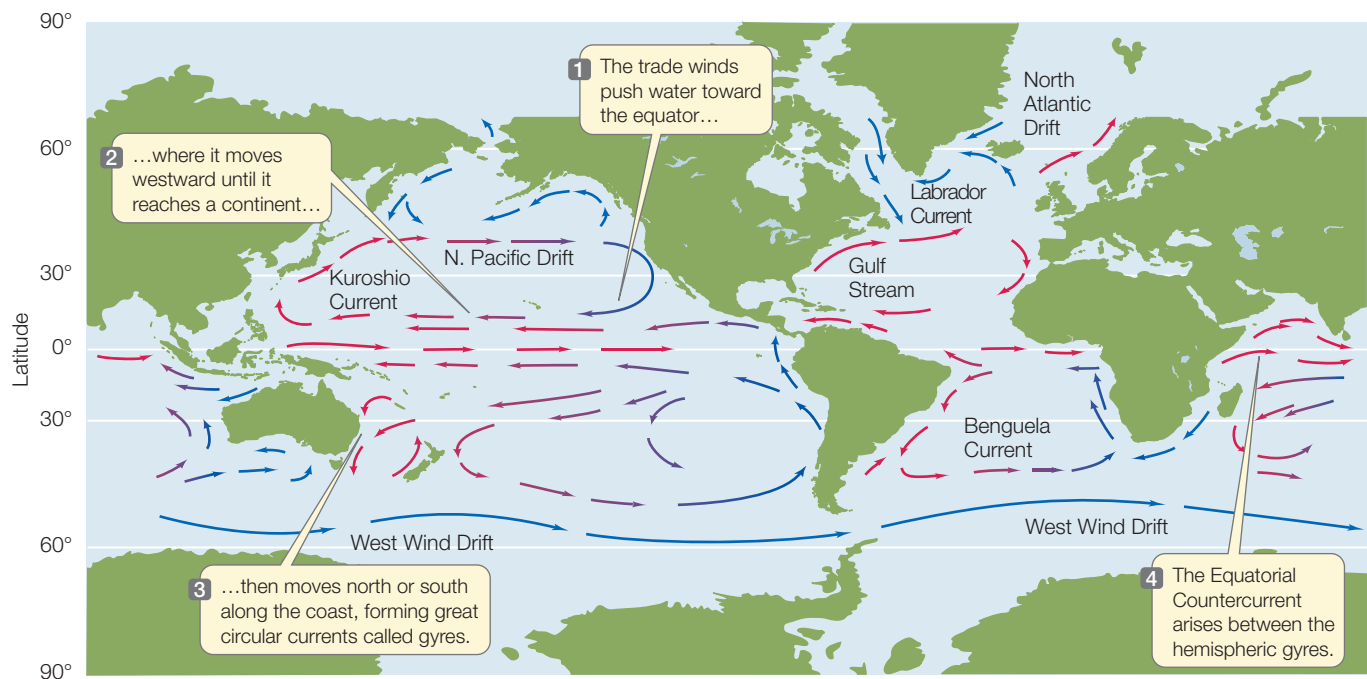 90°
60°
30°
0°
30°
60°
90°
Latitude
1 The trade winds
push water toward
the equator…
2 …where it moves
westward until it
reaches a continent…
North
Atlantic
Drift
Labrador
Current
N. Pacific Drift
Kuroshio
Current
Gulf
Stream
Benguela
Current
West Wind Drift
West Wind Drift
3 …then moves north or south
along the coast, forming great
circular currents called gyres.
4 The Equatorial
Countercurrent
arises between the
hemispheric gyres.